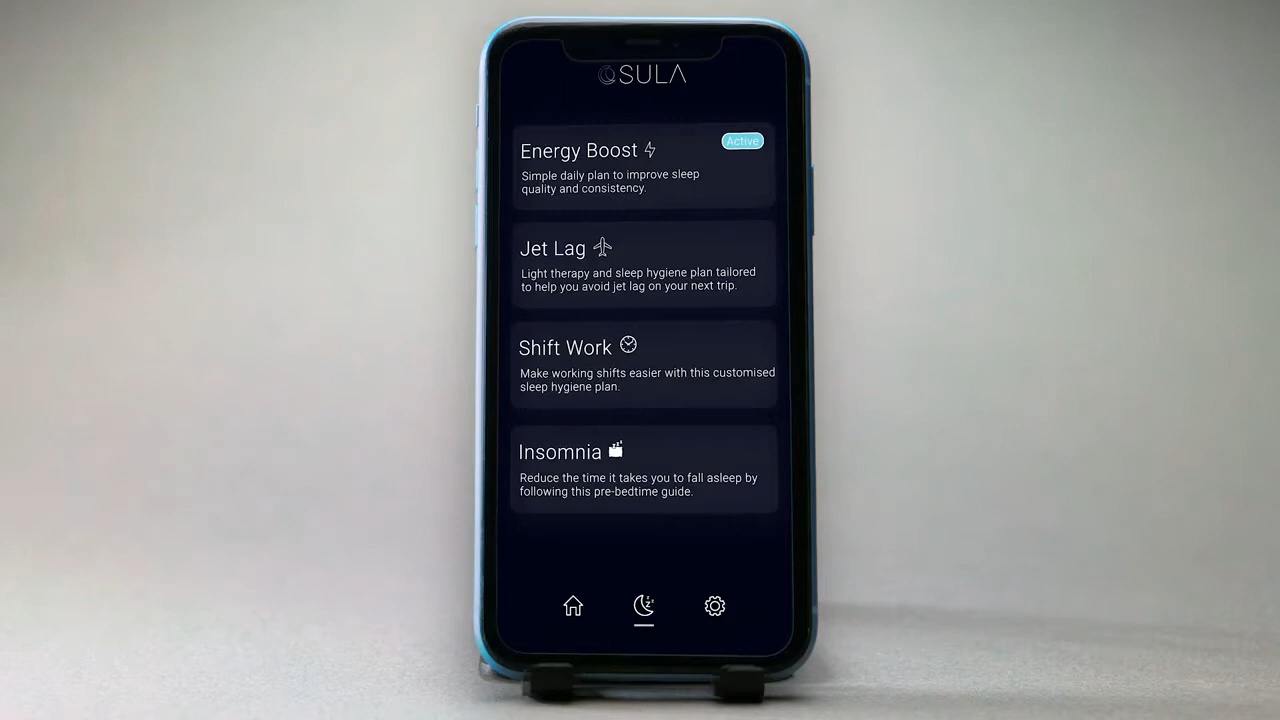 SULA
Energy Boost
Active
Simple daily plan to improve sleep
quality and consistency.
Jet Lag
Light therapy and sleep hygiene plan tailored
to help you avoid jet lag on your next trip.
Shift Work
Make working shifts easier with this customised
sleep hygiene plan.
Insomnia
Reduce the time it takes you to fall asleep by
following this pre-bedtime guide.